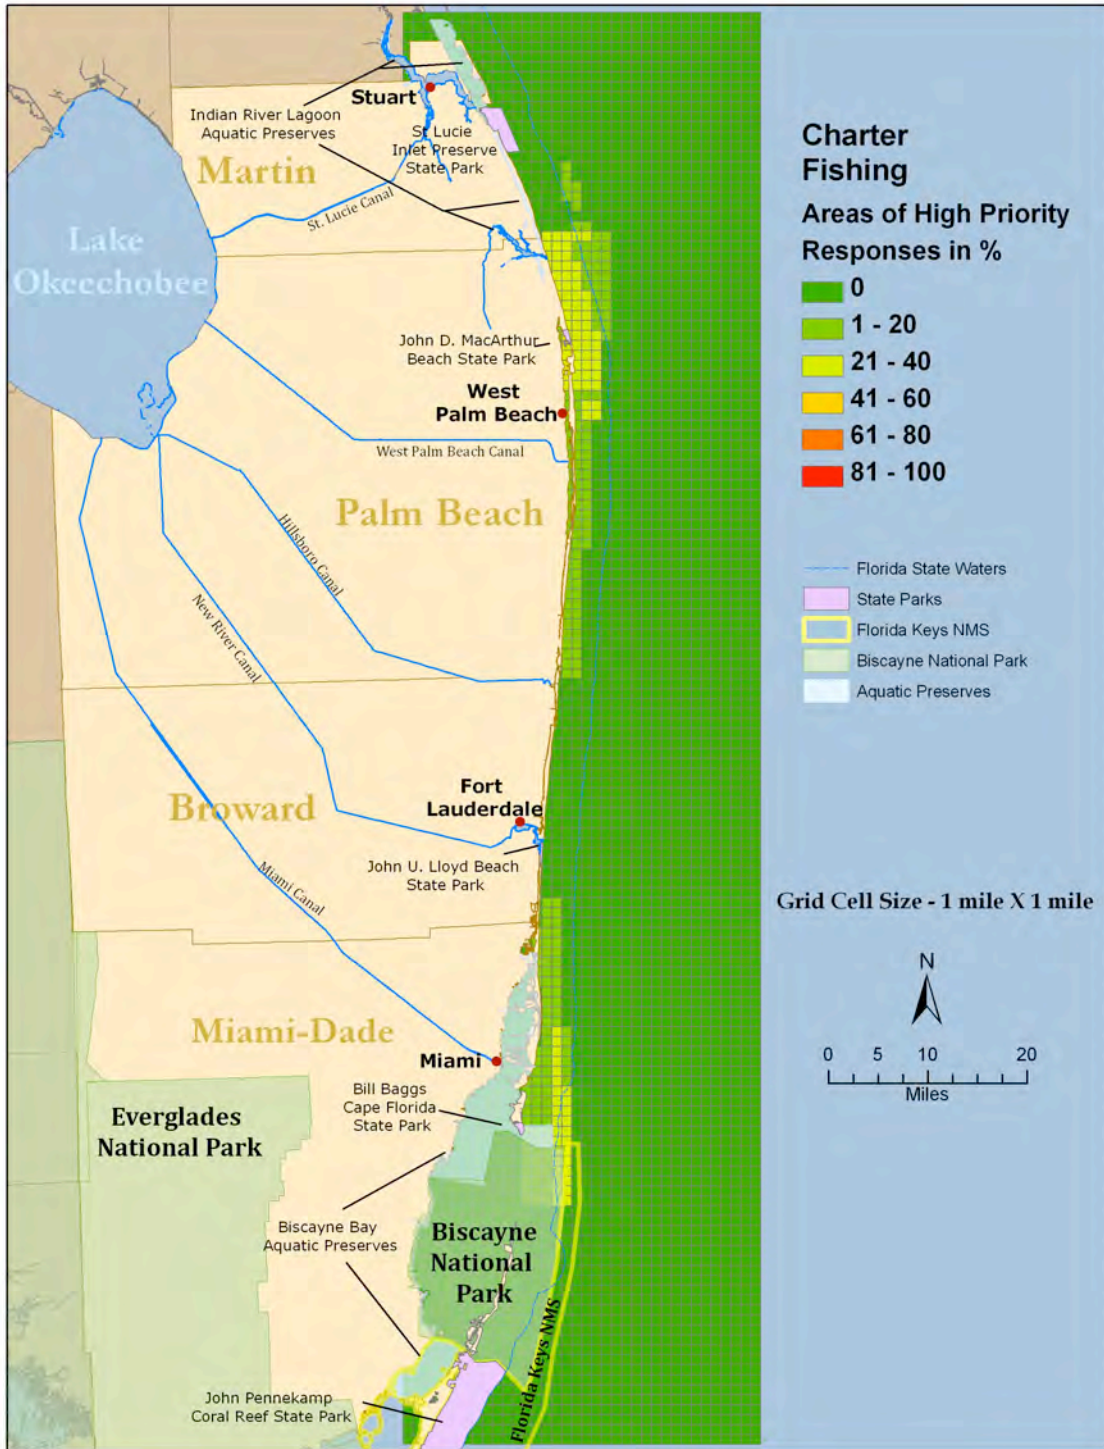 Stuart
Indian River Lagoon
Aquatic Preserves
St Lucie
Inlet Preserve
State Park
Martin
St. Lucie Canal
Lake
Okeechobee
John D. MacArthur
Beach State Park
West
Palm Beach
West Palm Beach Canal
Palm Beach
Hillsboro Canal
New River Canal
Fort
Lauderdale
Broward
John U. Lloyd Beach
State Park
Miami Canal
Miami-Dade
Miami
Bill Baggs
Cape Florida
State Park
Everglades
National Park
Biscayne Bay
Aquatic Preserves
Biscayne
National
Park
Florida Keys NMS
John Pennekamp
Coral Reef State Park
Charter
Fishing
Areas of High Priority
Responses in %
0
1 - 20
21 - 40
41 - 60
61 - 80
81 - 100
Florida State Waters
State Parks
Florida Keys NMS
Biscayne National Park
Aquatic Preserves
Grid Cell Size - 1 mile X 1 mile
N
0 5 10 20
Miles